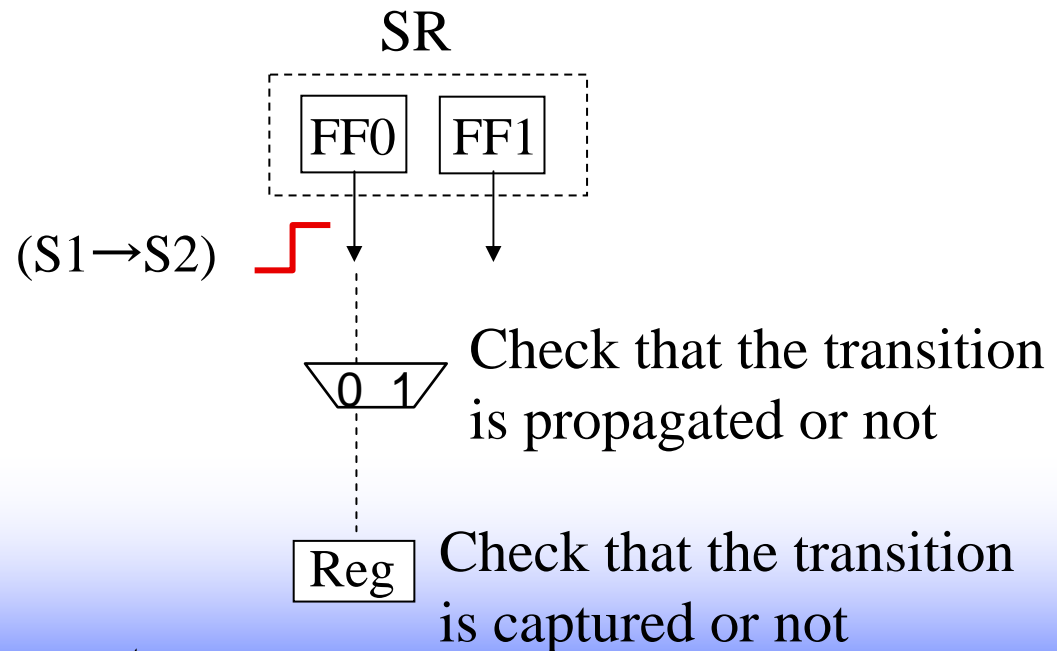 SR
FF0 FF1
(S1→S2)
Check that the transition
is propagated or not
0 1
Reg
Check that the transition
is captured or not